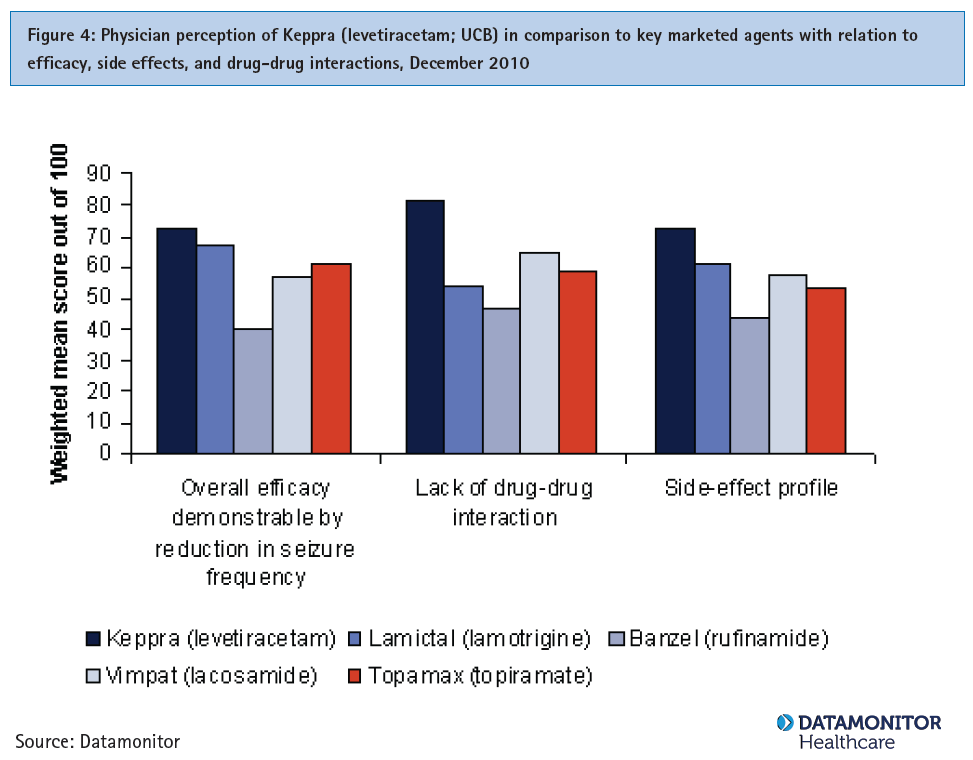 Figure 4: Physician perception of Keppra (levetiracetam; UCB) in comparison to key marketed agents with relation to
efficacy, side effects, and drug-drug interactions, December 2010
Weighted mean score out of 100
90
80
70
60
50
40
30
20
10
0
Overall efficacy
demonstrable by
reduction in seizure
frequency
Lack of drug-drug
interaction
Side-effect profile
Keppra (levetiracetam)
Lamictal (lamotrigine)
Banzel (rufinamide)
Vimpat (lacosamide)
Topamax (topiramate)
Source: Datamonitor
DATAMONITOR
Healthcare